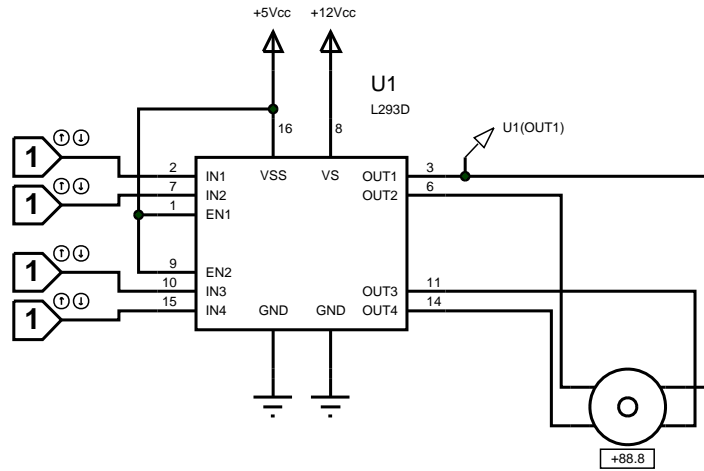 +5Vcc
+12Vcc
U1
L293D
16
8
U1(OUT1)
1
2
IN1
VSS
VS
OUT1
3
1
7
IN2
OUT2
6
1
EN1
9
EN2
1
10
IN3
OUT3
11
1
15
IN4
GND
GND
OUT4
14
+88.8